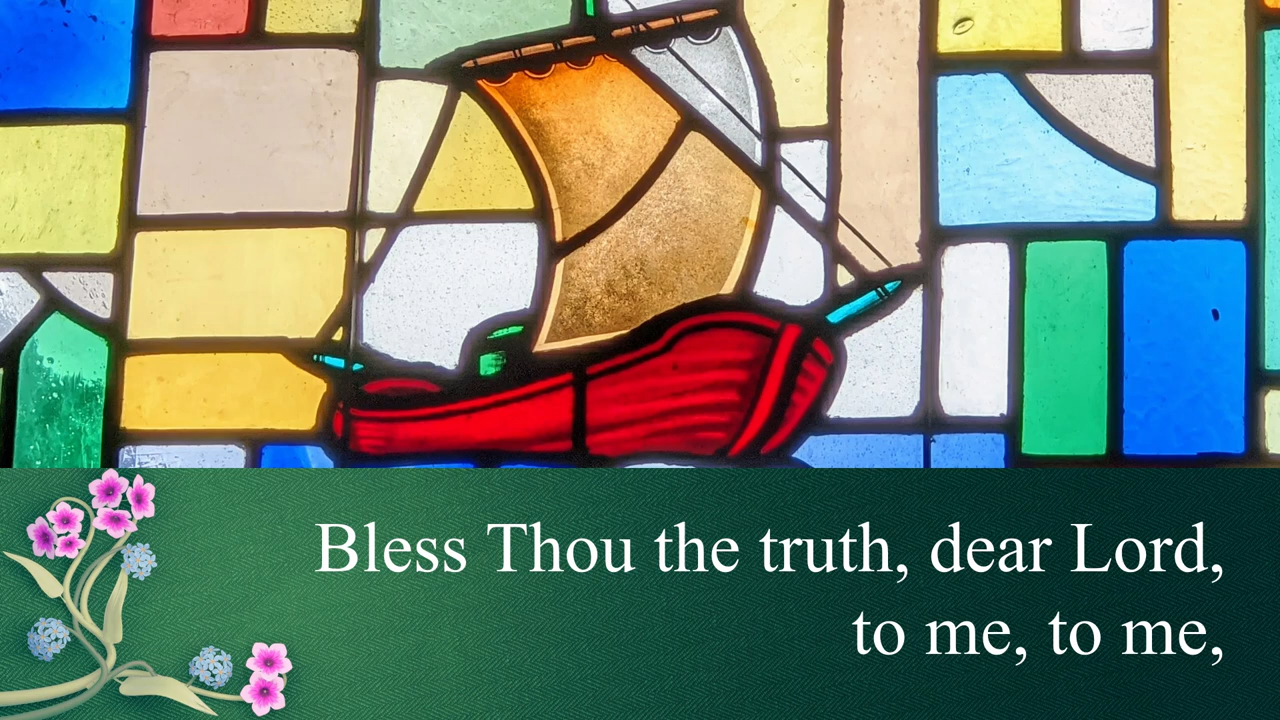 Bless Thou the truth, dear Lord,
to me, to me,